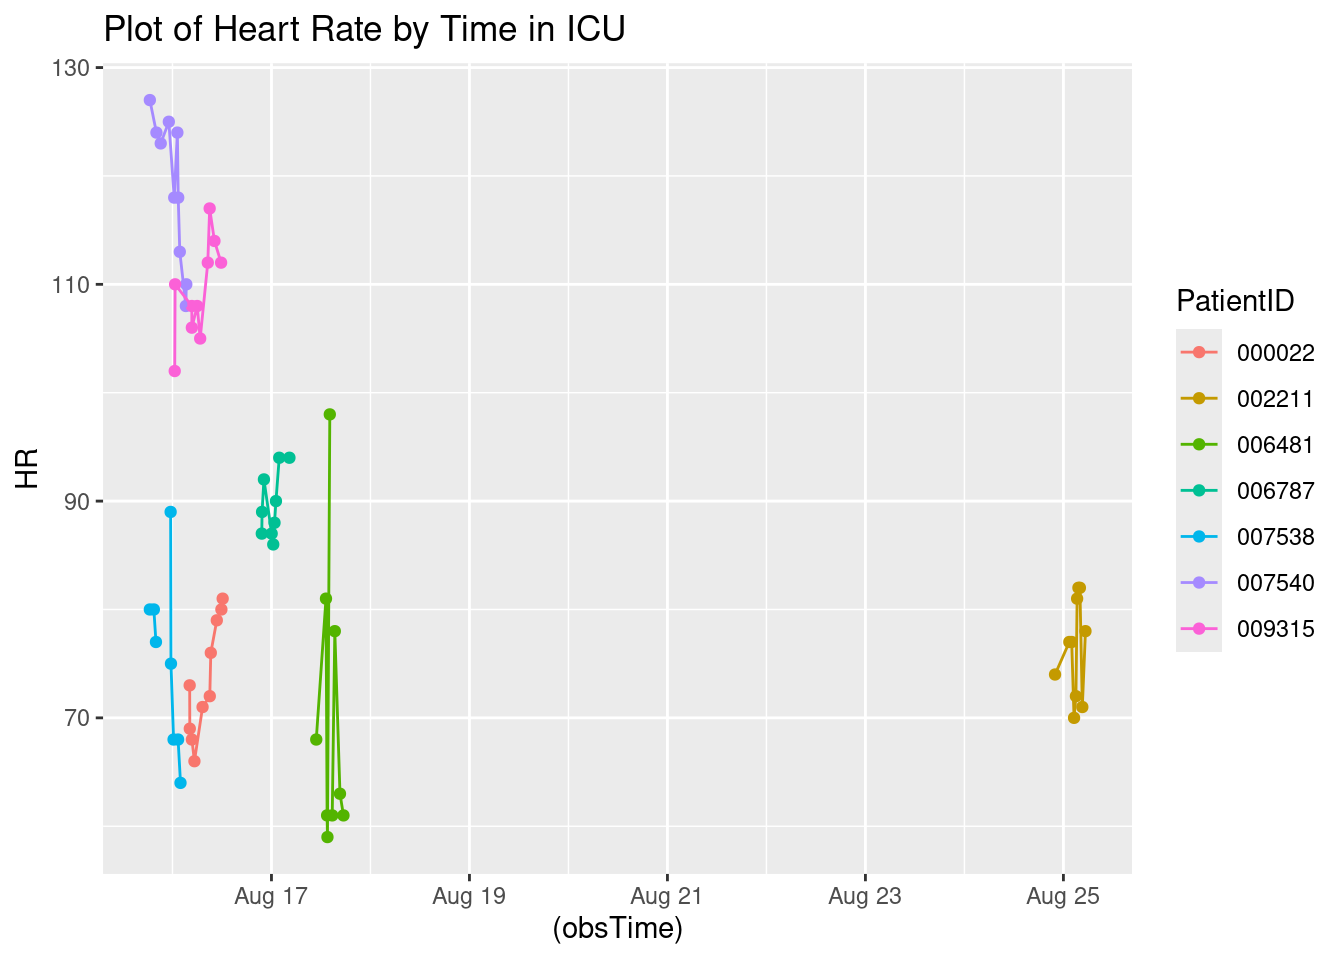 Plot of Heart Rate by Time in ICU
130
110
90
70
HR
Aug 17
Aug 19
Aug 21
Aug 23
Aug 25
(obsTime)
PatientID
000022
002211
006481
006787
007538
007540
009315